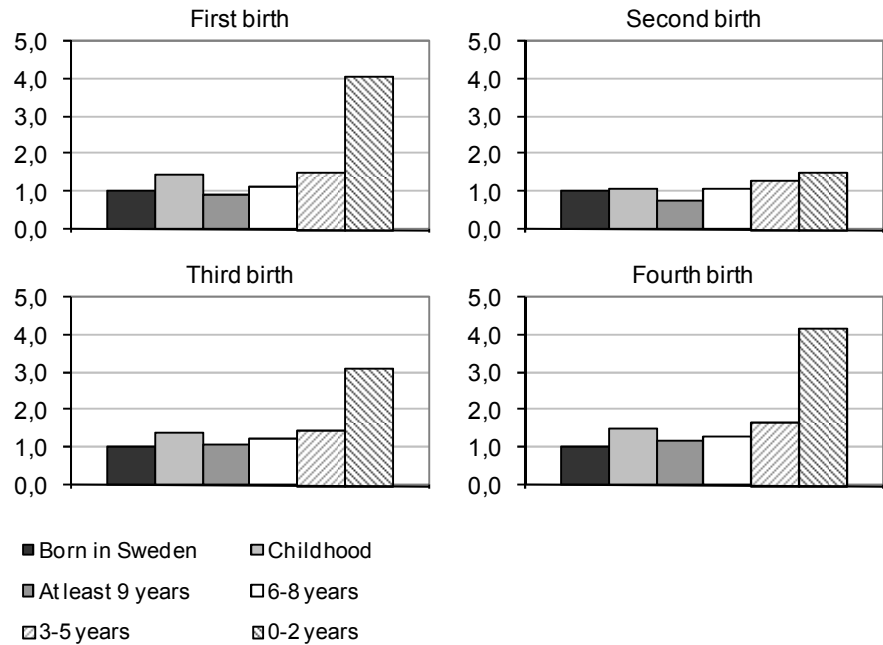 First birth
5,0
4,0
3,0
2,0
1,0
0,0
Second birth
5,0
4,0
3,0
2,0
1,0
0,0
Third birth
5,0
4,0
3,0
2,0
1,0
0,0
Fourth birth
5,0
4,0
3,0
2,0
1,0
0,0
Born in Sweden
Childhood
At least 9 years
6-8 years
3-5 years
0-2 years